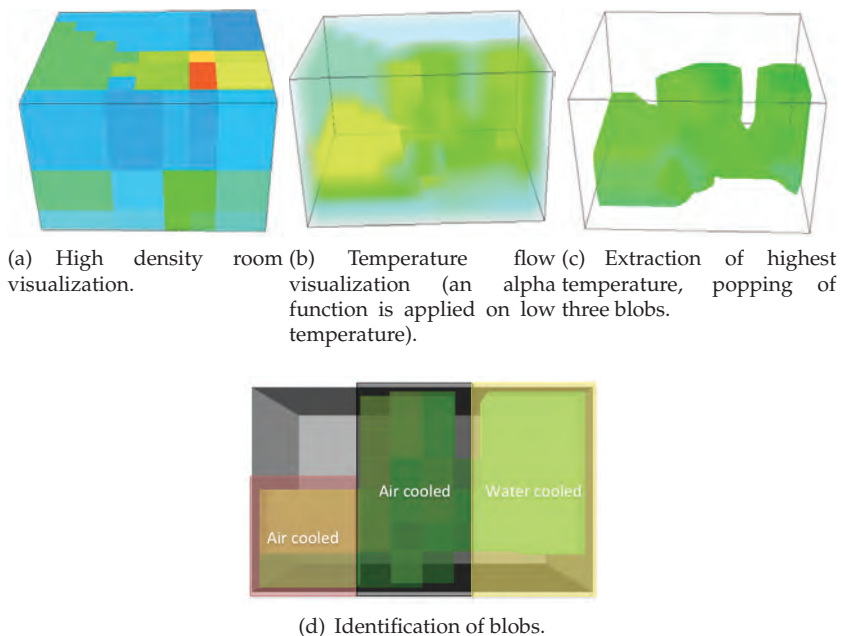 (a) High density room
visualization.
(b) Temperature flow
visualization (an alpha
function is applied on low
temperature).
(c) Extraction of highest
temperature, popping of
three blobs.
Air cooled
Water cooled
Air cooled
(d) Identification of blobs.